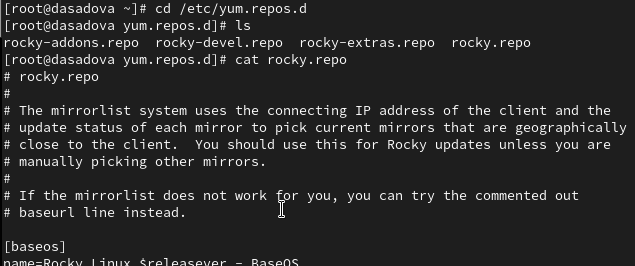 [root@dasadova ~]# cd /etc/yum.repos.d
[root@dasadova yum.repos.d]# ls
rocky-addons.repo  rocky-devel.repo  rocky-extras.repo  rocky.repo
[root@dasadova yum.repos.d]# cat rocky.repo
# rocky.repo
#
# The mirrorlist system uses the connecting IP address of the client and the
# update status of each mirror to pick current mirrors that are geographically
# close to the client.  You should use this for Rocky updates unless you are
# manually picking other mirrors.
#
# If the mirrorlist does not work for you, you can try the commented out
# baseurl line instead.
[baseos]
name=Rocky Linux $releasever - BaseOS